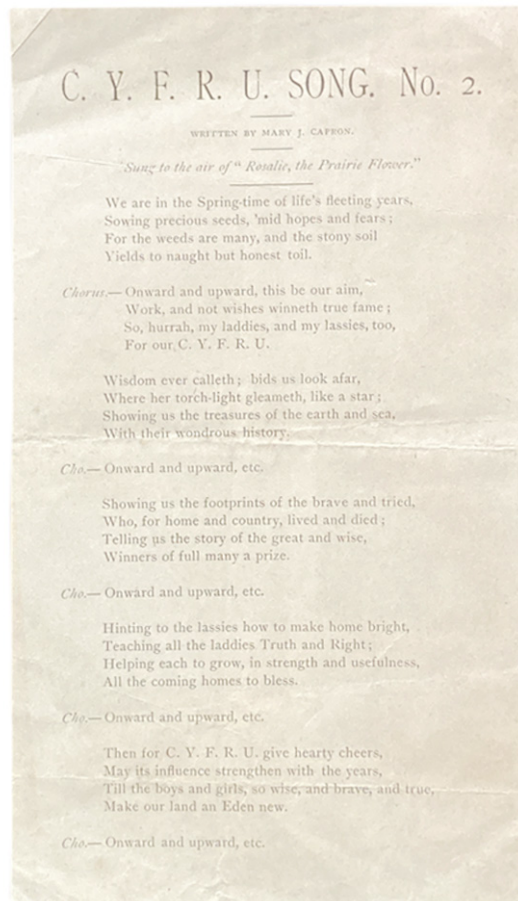 C. Y. F. R. U. SONG. No. 2.
WRITTEN BY MARY J. CAPRON.
Sung to the air of "Rosalie, the Prairie Flower."
We are in the Spring-time of life's fleeting years,
Sowing precious seeds, 'mid hopes and fears;
For the weeds are many, and the stony soil
Yields to naught but honest toil.
Chorus.— Onward and upward, this be our aim,
Work, and not wishes winneth true fame;
So, hurrah, my laddies, and my lassies, too,
For our C. Y. F. R. U.
Wisdom ever calleth; bids us look afar,
Where her torch-light gleameth, like a star;
Showing us the treasures of the earth and sea,
With their wondrous history.
Cho.— Onward and upward, etc.
Showing us the footprints of the brave and tried,
Who, for home and country, lived and died;
Telling us the story of the great and wise,
Winners of full many a prize.
Cho.— Onward and upward, etc.
Hinting to the lassies how to make home bright,
Teaching all the laddies Truth and Right;
Helping each to grow, in strength and usefulness,
All the coming homes to bless.
Cho.— Onward and upward, etc.
Then for C. Y. F. R. U. give hearty cheers,
May its influence strengthen with the years,
Till the boys and girls, so wise, and brave, and true,
Make our land an Eden new.
Cho.— Onward and upward, etc.